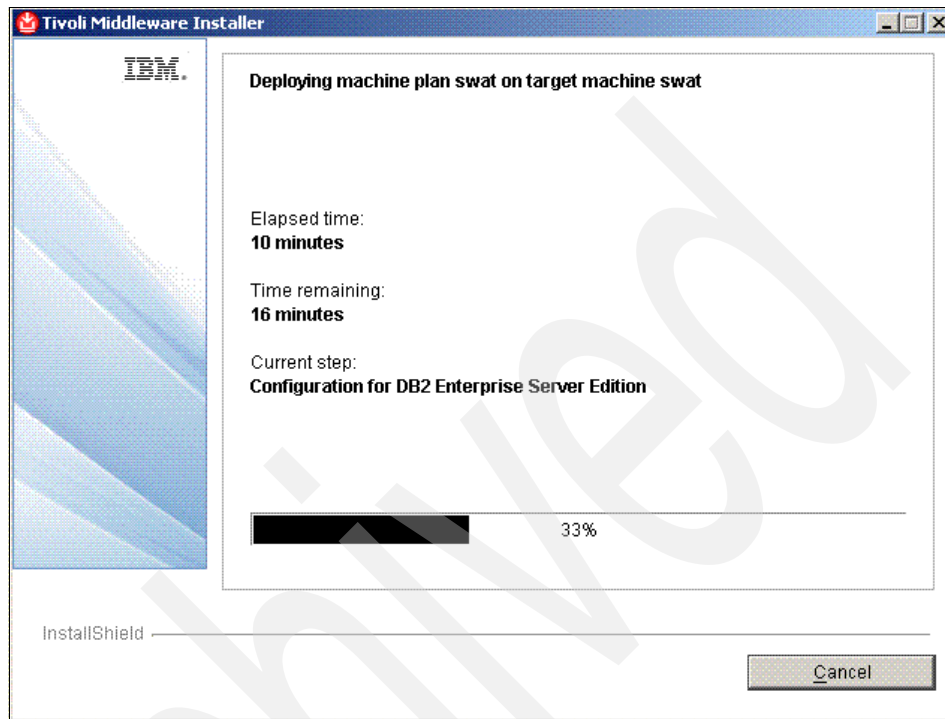 Tivoli Middleware Installer
IBM.
Deploying machine plan swat on target machine swat
Elapsed time:
10 minutes
Time remaining:
16 minutes
Current step:
Configuration for DB2 Enterprise Server Edition
33%
InstallShield
Cancel
hived